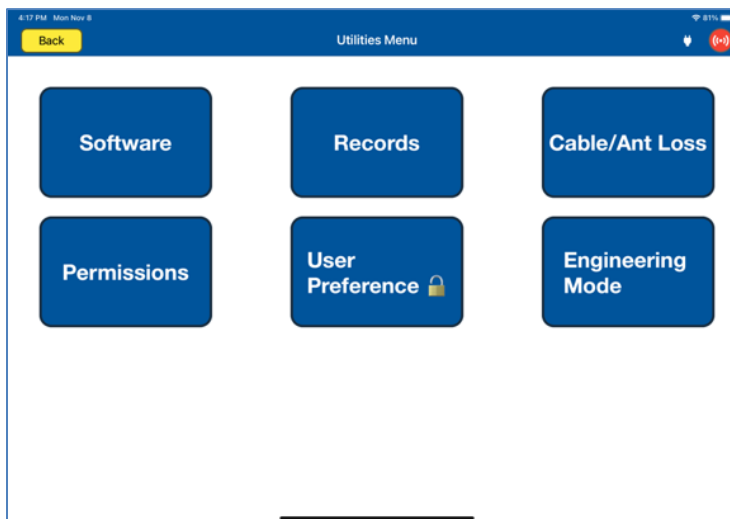 4:17 PM Mon Nov 8
81%
Back
Utilities Menu
Software
Records
Cable/Ant Loss
Permissions
User
Preference
Engineering
Mode